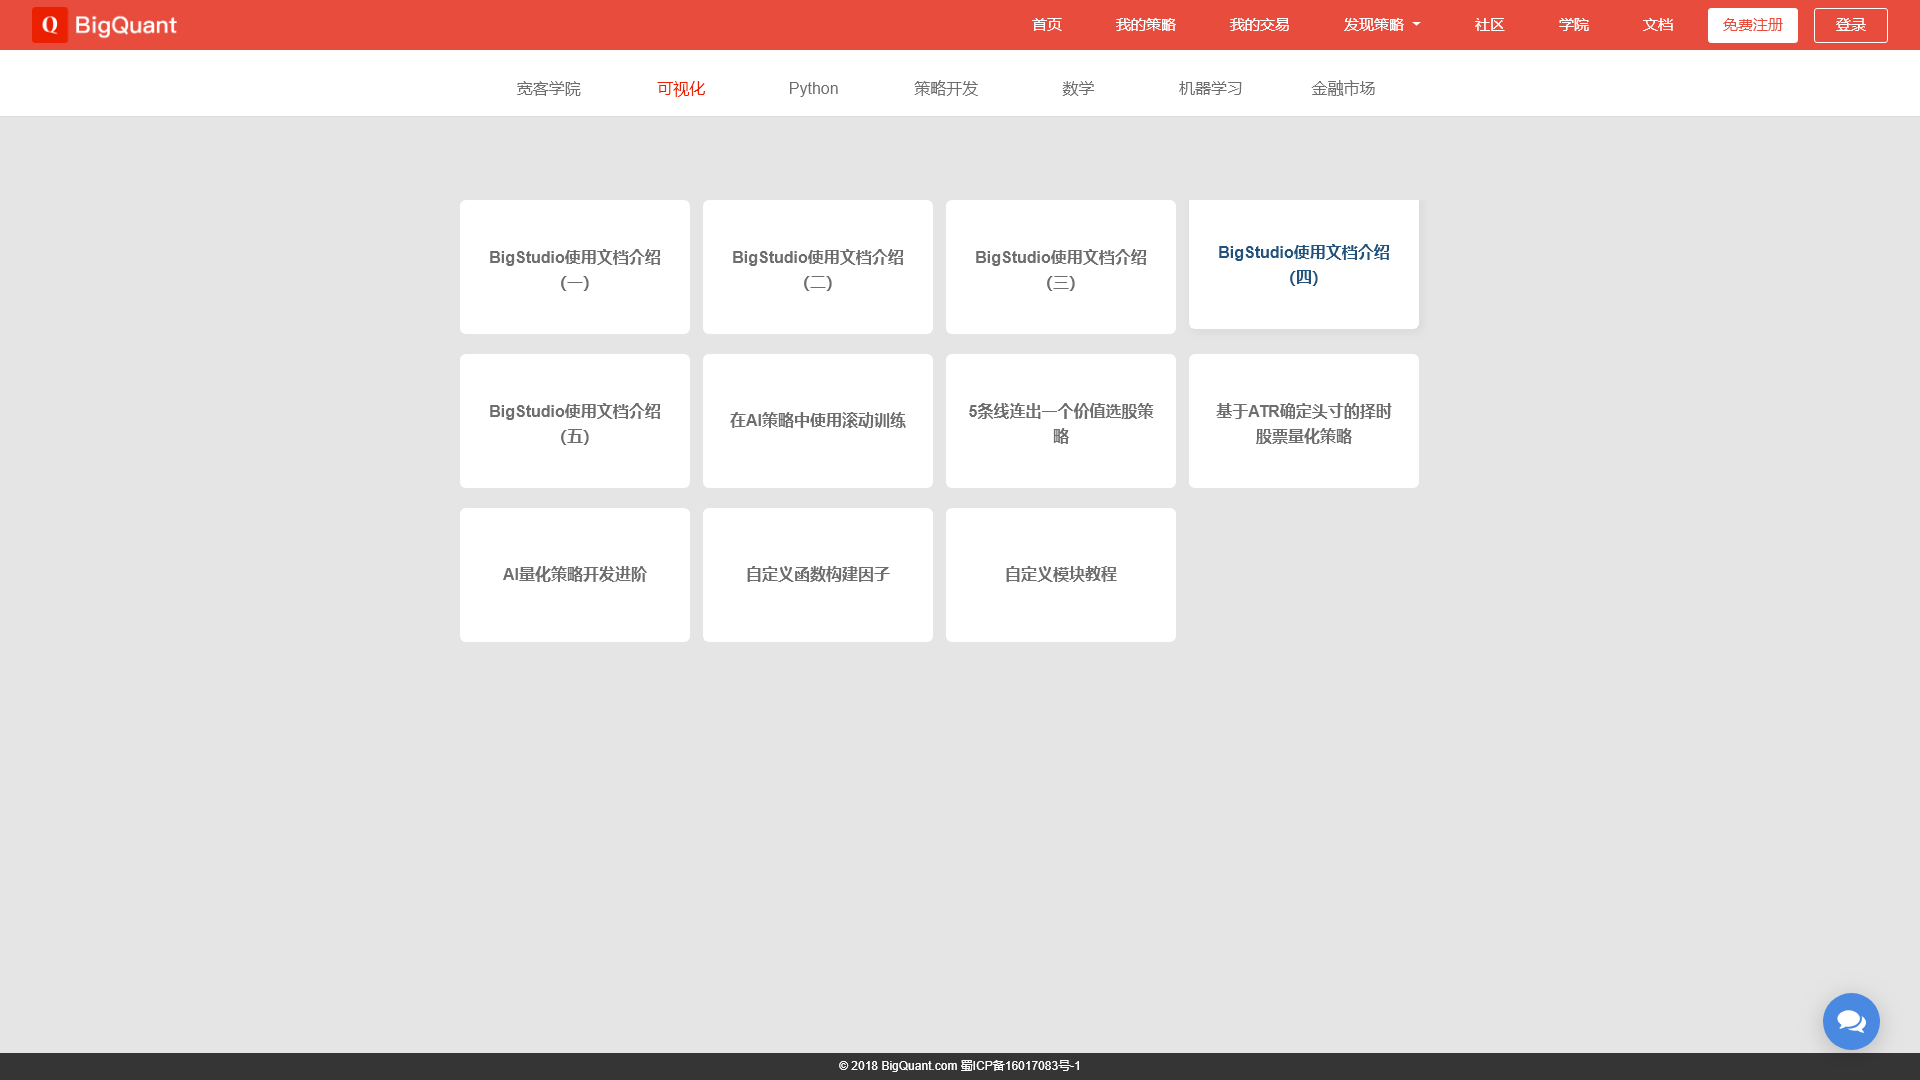 Q BigQuant
首页 我的策略 我的交易 发现策略 社区 学院 文档 免费注册 登录
宽客学院 可视化 Python 策略开发 数学 机器学习 金融市场
BigStudio使用文档介绍
(一)
BigStudio使用文档介绍
(二)
BigStudio使用文档介绍
(三)
BigStudio使用文档介绍
(四)
BigStudio使用文档介绍
(五)
在AI策略中使用滚动训练
5条线连出一个价值选股策
略
基于ATR确定头寸的择时
股票量化策略
AI量化策略开发进阶
自定义函数构建因子
自定义模块教程
© 2018 BigQuant.com 蜀ICP备16017083号-1